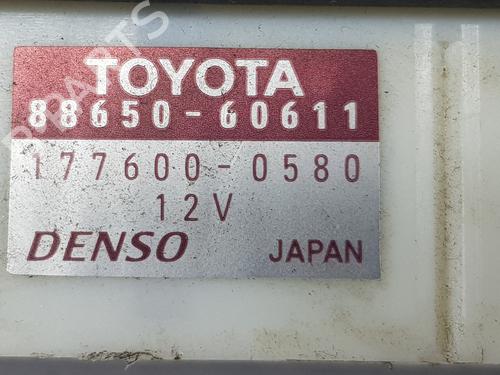 TOYOTA
88650-60611
177600-0580
12V
DENSO JAPAN